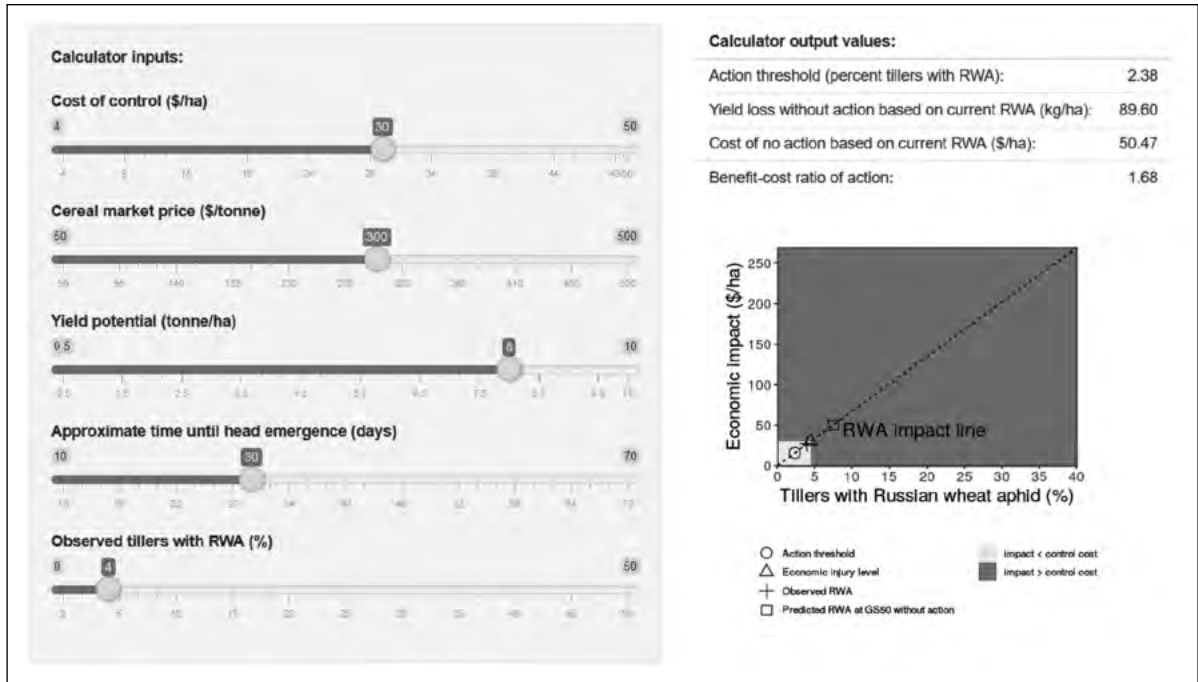 Calculator inputs:
Cost of control ($/ha)
4 30 50
Cereal market price ($/tonne)
50 300 500
Yield potential (tonne/ha)
0.5 8 10
Approximate time until head emergence (days)
10 30 70
Observed tillers with RWA (%)
0 4 50
Calculator output values:
Action threshold (percent tillers with RWA): 2.38
Yield loss without action based on current RWA (kg/ha): 89.60
Cost of no action based on current RWA ($/ha): 50.47
Benefit-cost ratio of action: 1.68
Economic impact ($/ha)
250
200
150
100
50
0
RWA impact line
0 5 10 15 20 25 30 35 40
Tillers with Russian wheat aphid (%)
Action threshold
Economic injury level
Observed RWA
Predicted RWA at GS50 without action
impact < control cost
impact > control cost